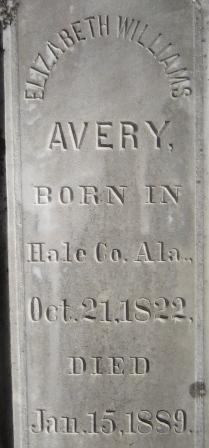 ELIZABETH WILLIAMS
AVERY,
BORN IN
Hale Co. Ala.,
Oct. 21, 1822,
DIED
Jan. 15, 1889.